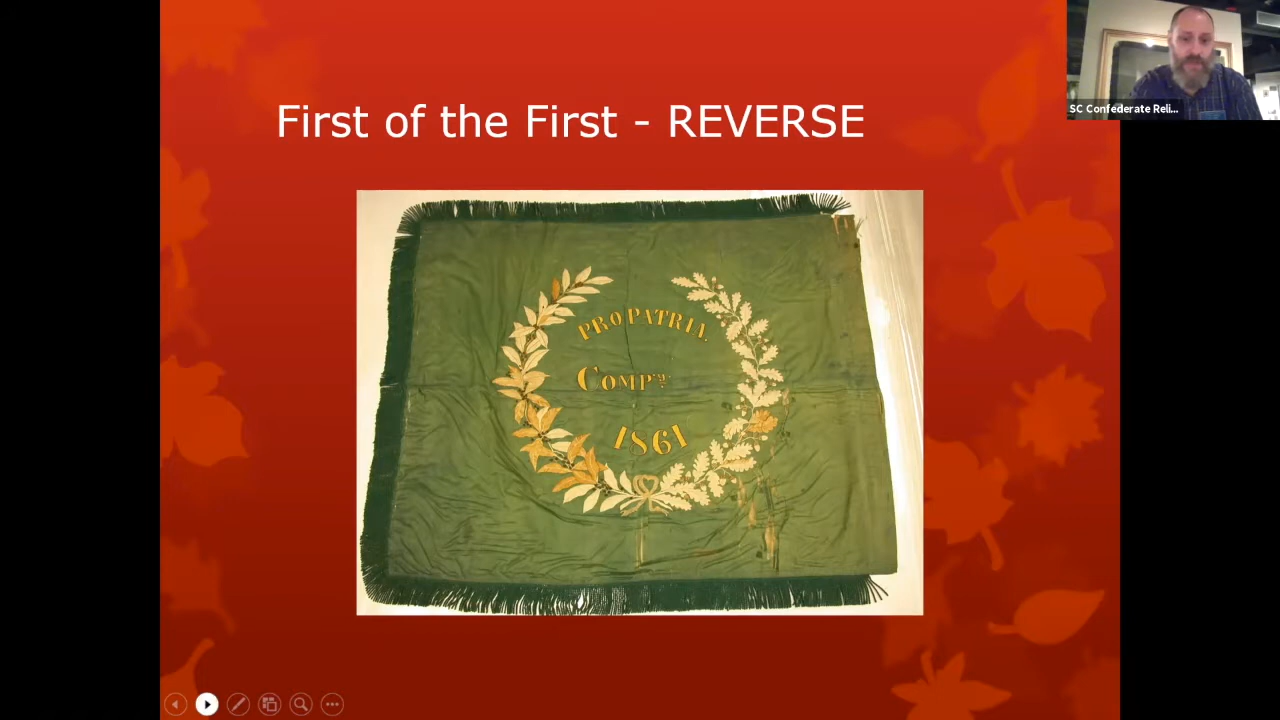 First of the First - REVERSE
SC Confederate Reli...
PRO PATRIA.
COMPY.
1861